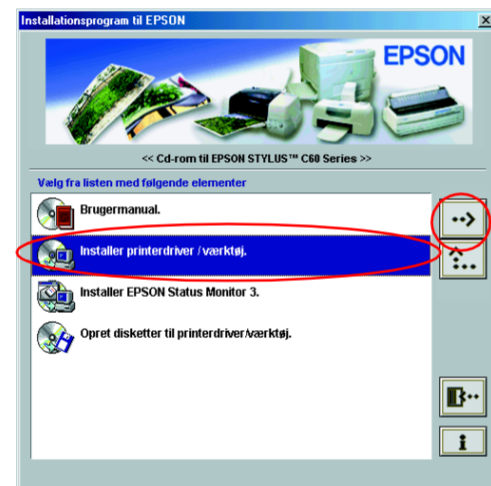 Installationsprogram til EPSON
EPSON
<< Cd-rom til EPSON STYLUS™ C60 Series >>
Vælg fra listen med følgende elementer
Brugermanual.
Installer printerdriver /værktøj.
Installer EPSON Status Monitor 3.
Opret disketter til printerdriver/værktøj.